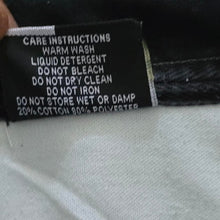 CARE INSTRUCTIONS
WARM WASH
LIQUID DETERGENT
DO NOT BLEACH
DO NOT DRY CLEAN
DO NOT IRON
DO NOT STORE WET OR DAMP
20% COTTON 80% POLYESTER